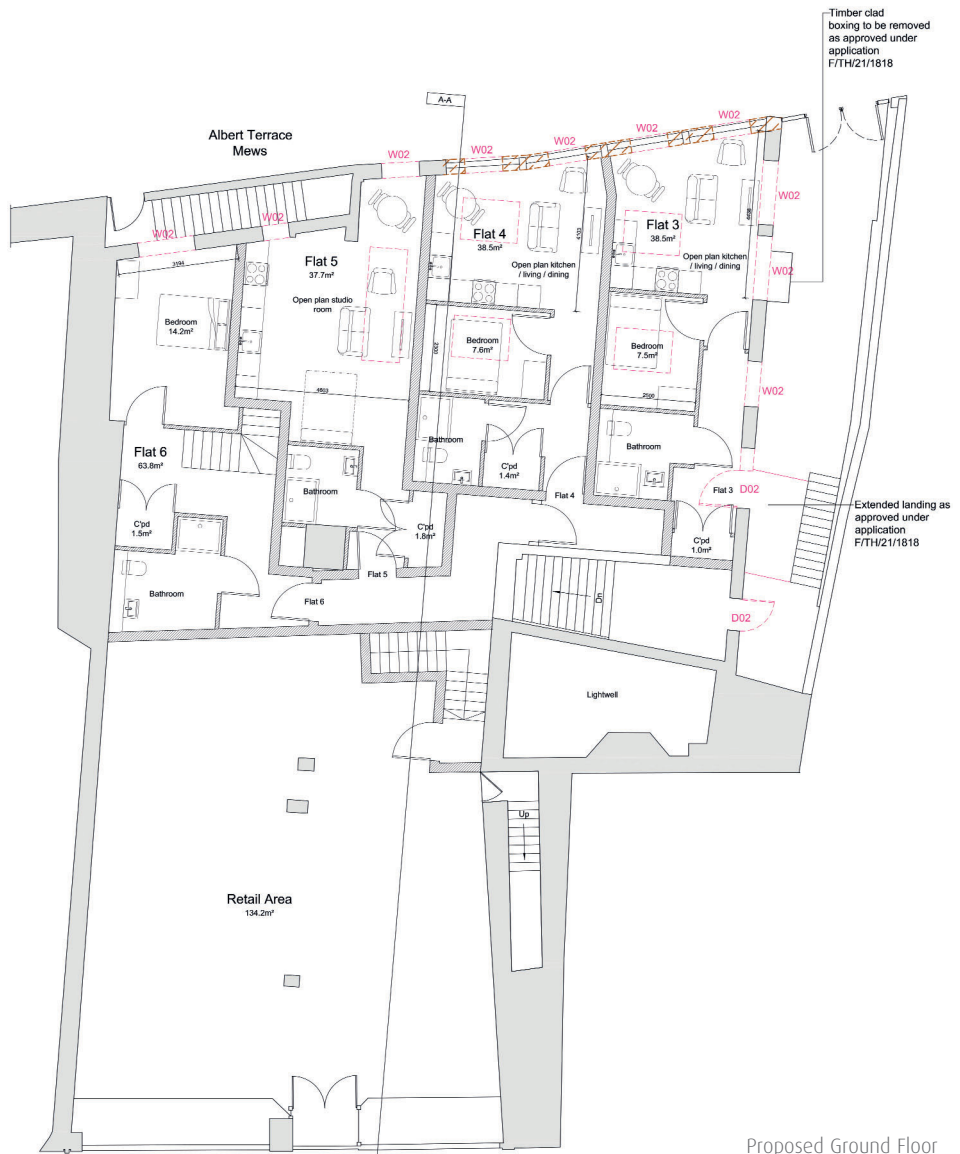 Timber clad
boxing to be removed
as approved under
application
F/TH/21/1818
A-A
Albert Terrace
Mews
W02
W02
W02
W02
W02
W02
W02
W02
W02
W02
Flat 5
37.7m²
Open plan studio
room
Flat 4
38.5m²
Open plan kitchen
/ living / dining
4103
Flat 3
38.5m²
Open plan kitchen
/ living / dining
3194
Bedroom
14.2m²
Bedroom
7.6m²
Bedroom
7.5m²
2500
4603
Flat 6
63.8m²
Bathroom
Bathroom
Bathroom
C'pd
1.4m²
Flat 4
Flat 3
D02
Extended landing as
approved under
application
F/TH/21/1818
C'pd
1.5m²
C'pd
1.8m²
C'pd
1.0m²
Flat 5
Bathroom
Flat 6
Dn
D02
Lightwell
Up
Retail Area
134.2m²
Proposed Ground Floor